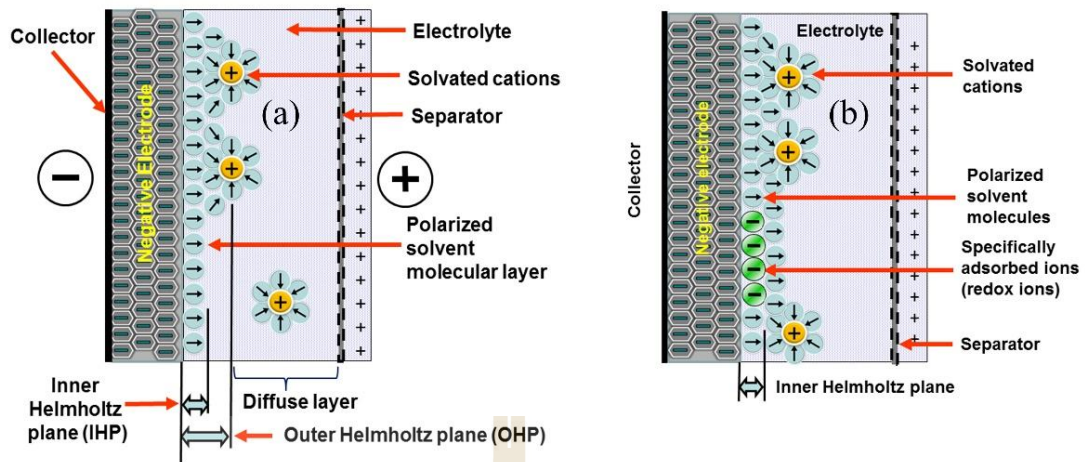 Collector
Negative Electrode
(a)
Electrolyte
Solvated cations
Separator
Polarized
solvent
molecular layer
Inner
Helmholtz
plane (IHP)
Diffuse layer
Outer Helmholtz plane (OHP)
Collector
Negative electrode
Electrolyte
(b)
Solvated
cations
Polarized
solvent
molecules
Specifically
adsorbed ions
(redox ions)
Separator
Inner Helmholtz plane